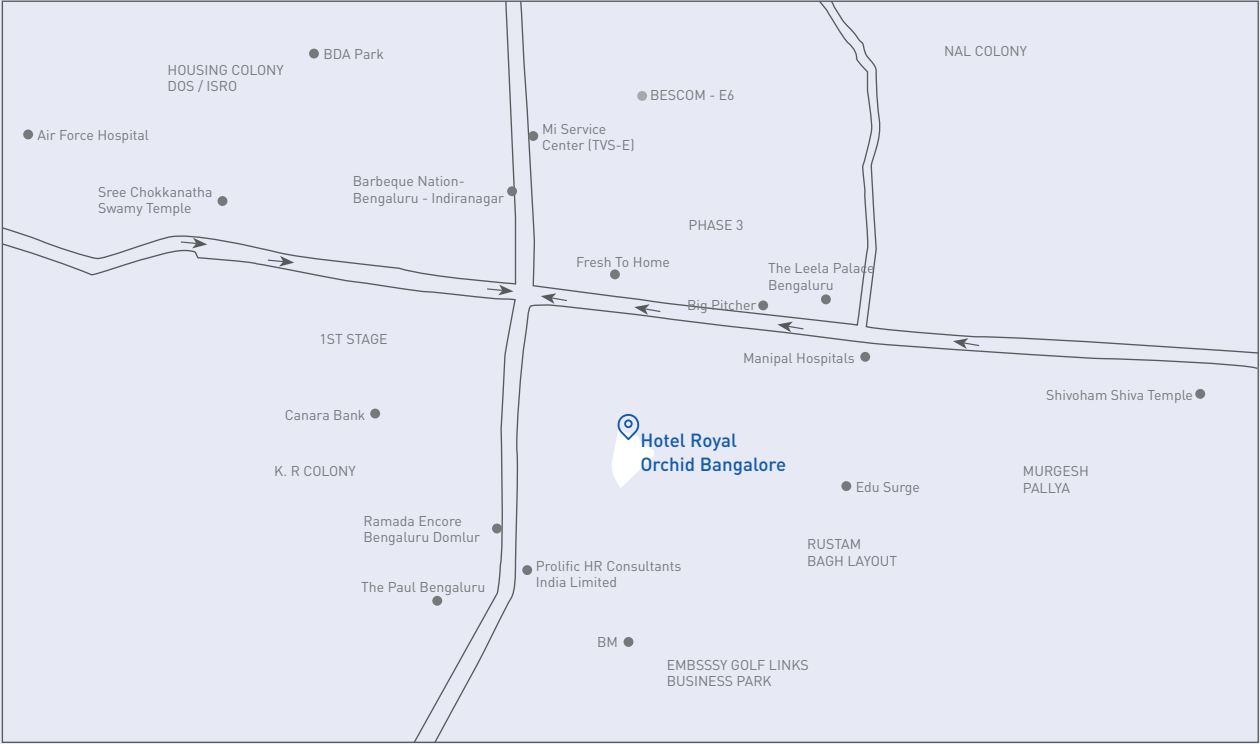 NAL COLONY
BDA Park
HOUSING COLONY
DOS / ISRO
BESCOM - E6
Air Force Hospital
Mi Service
Center (TVS-E)
Barbeque Nation-
Bengaluru - Indiranagar
Sree Chokkanatha
Swamy Temple
PHASE 3
Fresh To Home
The Leela Palace
Bengaluru
Big Pitcher
1ST STAGE
Manipal Hospitals
Shivoham Shiva Temple
Canara Bank
Hotel Royal
Orchid Bangalore
K. R COLONY
MURGESH
PALLYA
Edu Surge
Ramada Encore
Bengaluru Domlur
RUSTAM
BAGH LAYOUT
Prolific HR Consultants
India Limited
The Paul Bengaluru
BM
EMBSSSY GOLF LINKS
BUSINESS PARK